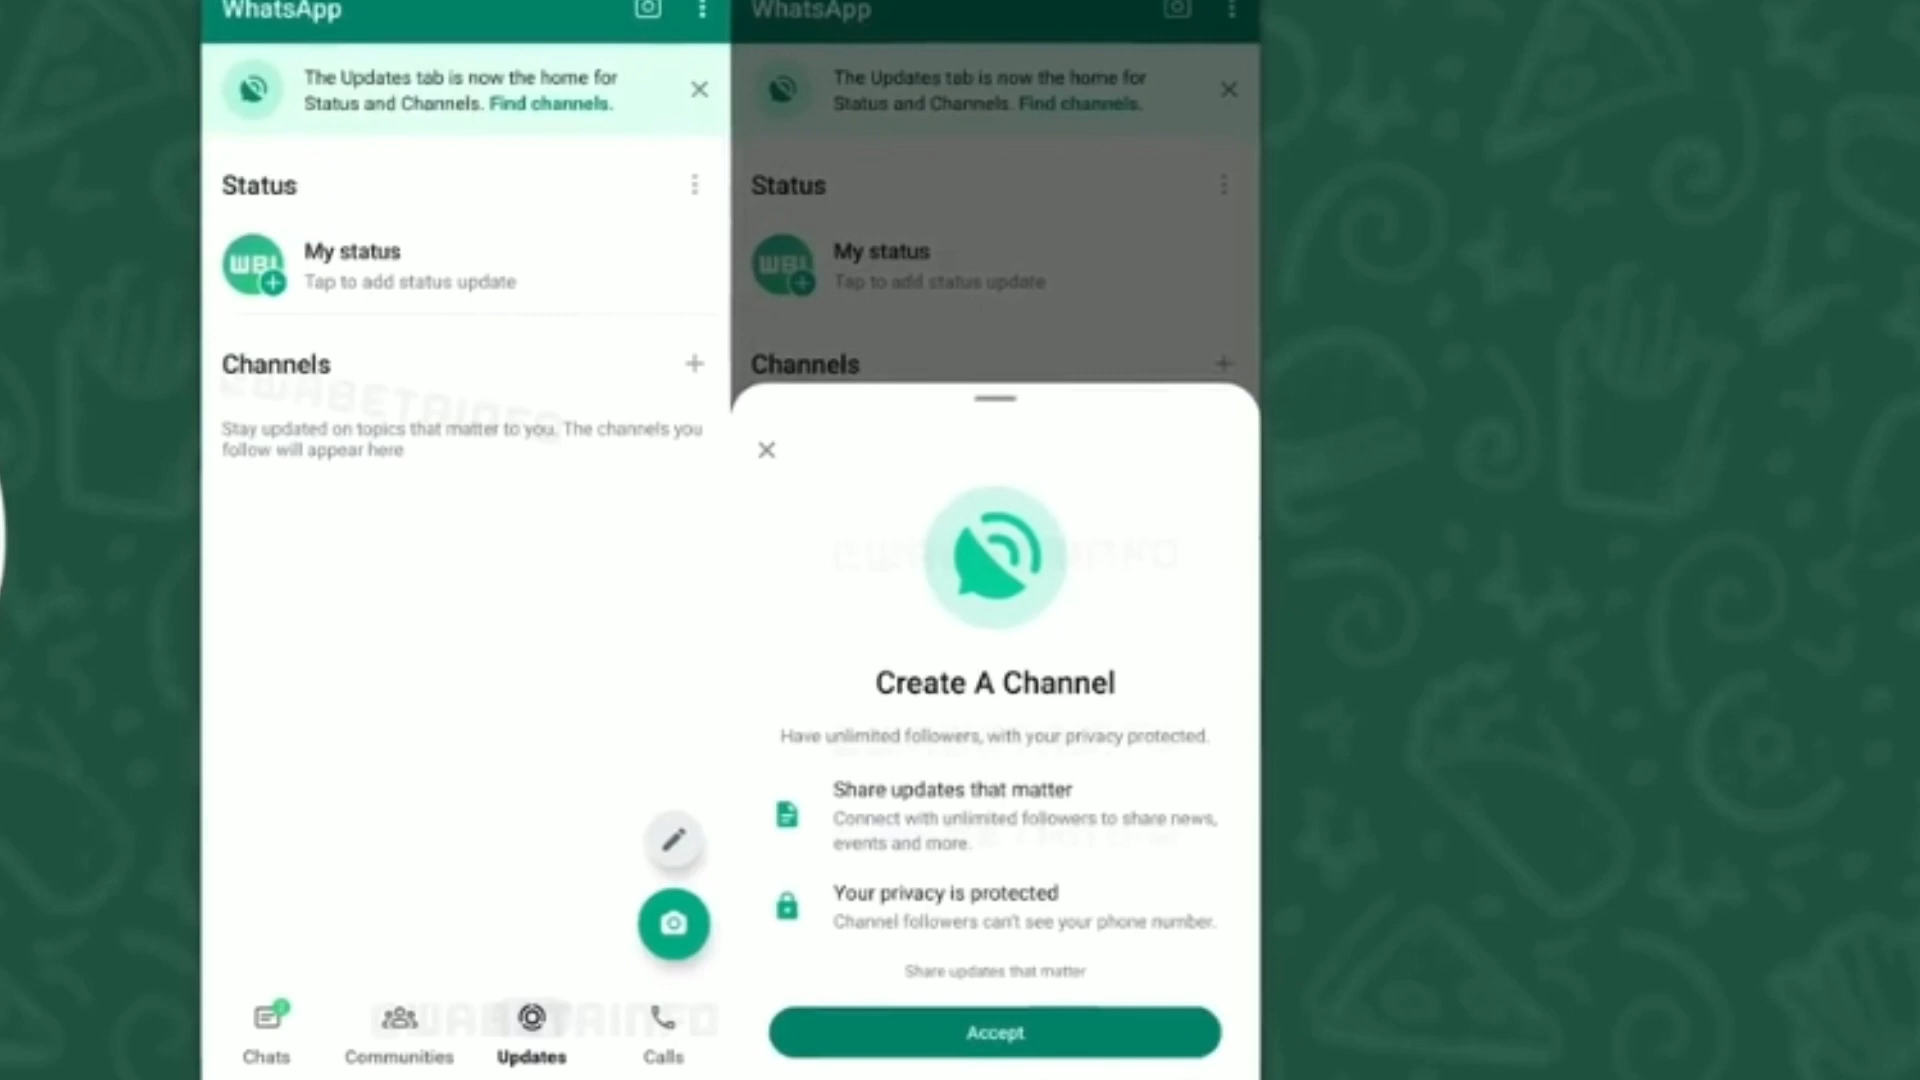 WhatsApp
The Updates tab is now the home for
Status and Channels. Find channels.
Status
WBI
My status
Tap to add status update
Channels
@WABETAINFO
Stay updated on topics that matter to you. The channels you
follow will appear here
@WABETAINFO
Chats
Communities
Updates
Calls
WhatsApp
The Updates tab is now the home for
Status and Channels. Find channels.
Status
WBI
My status
Tap to add status update
Channels
Create A Channel
Have unlimited followers, with your privacy protected.
Share updates that matter
Connect with unlimited followers to share news,
events and more.
Your privacy is protected
Channel followers can't see your phone number.
Share updates that matter
Accept